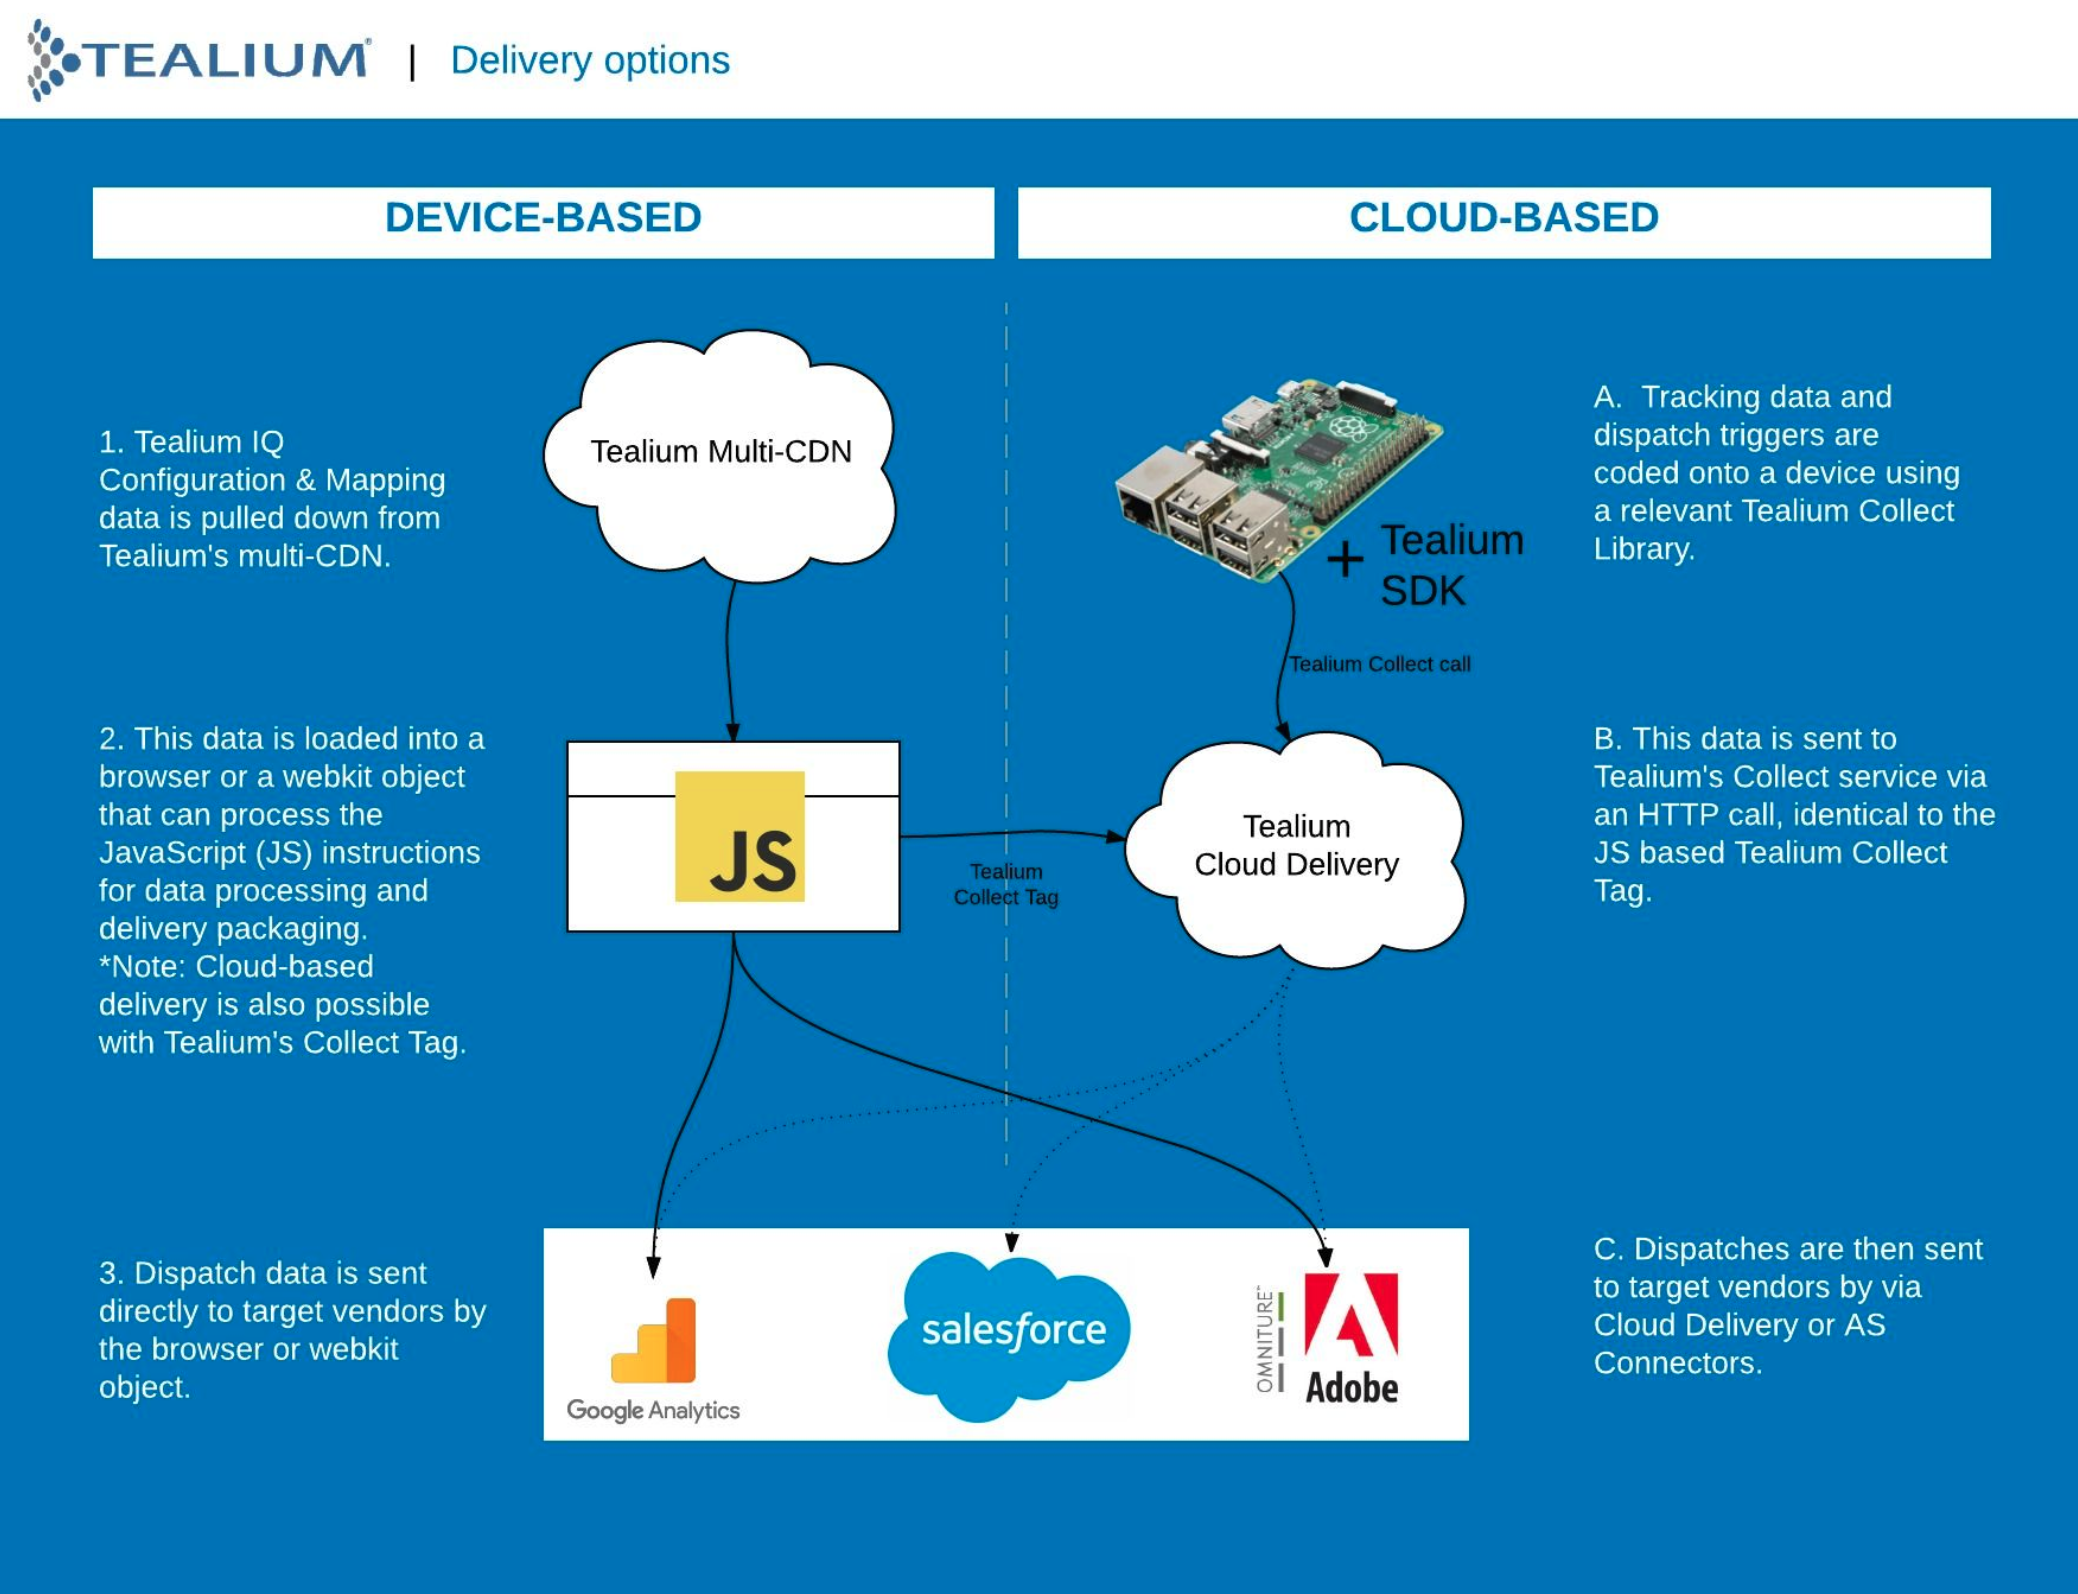 TEALIUM® | Delivery options
DEVICE-BASED
CLOUD-BASED
1. Tealium IQ
Configuration & Mapping
data is pulled down from
Tealium's multi-CDN.
Tealium Multi-CDN
+ Tealium
SDK
A.  Tracking data and
dispatch triggers are
coded onto a device using
a relevant Tealium Collect
Library.
Tealium Collect call
2. This data is loaded into a
browser or a webkit object
that can process the
JavaScript (JS) instructions
for data processing and
delivery packaging.
*Note: Cloud-based
delivery is also possible
with Tealium's Collect Tag.
JS
Tealium
Collect Tag
Tealium
Cloud Delivery
B. This data is sent to
Tealium's Collect service via
an HTTP call, identical to the
JS based Tealium Collect
Tag.
3. Dispatch data is sent
directly to target vendors by
the browser or webkit
object.
Google Analytics
salesforce
OMNITURE
Adobe
C. Dispatches are then sent
to target vendors by via
Cloud Delivery or AS
Connectors.